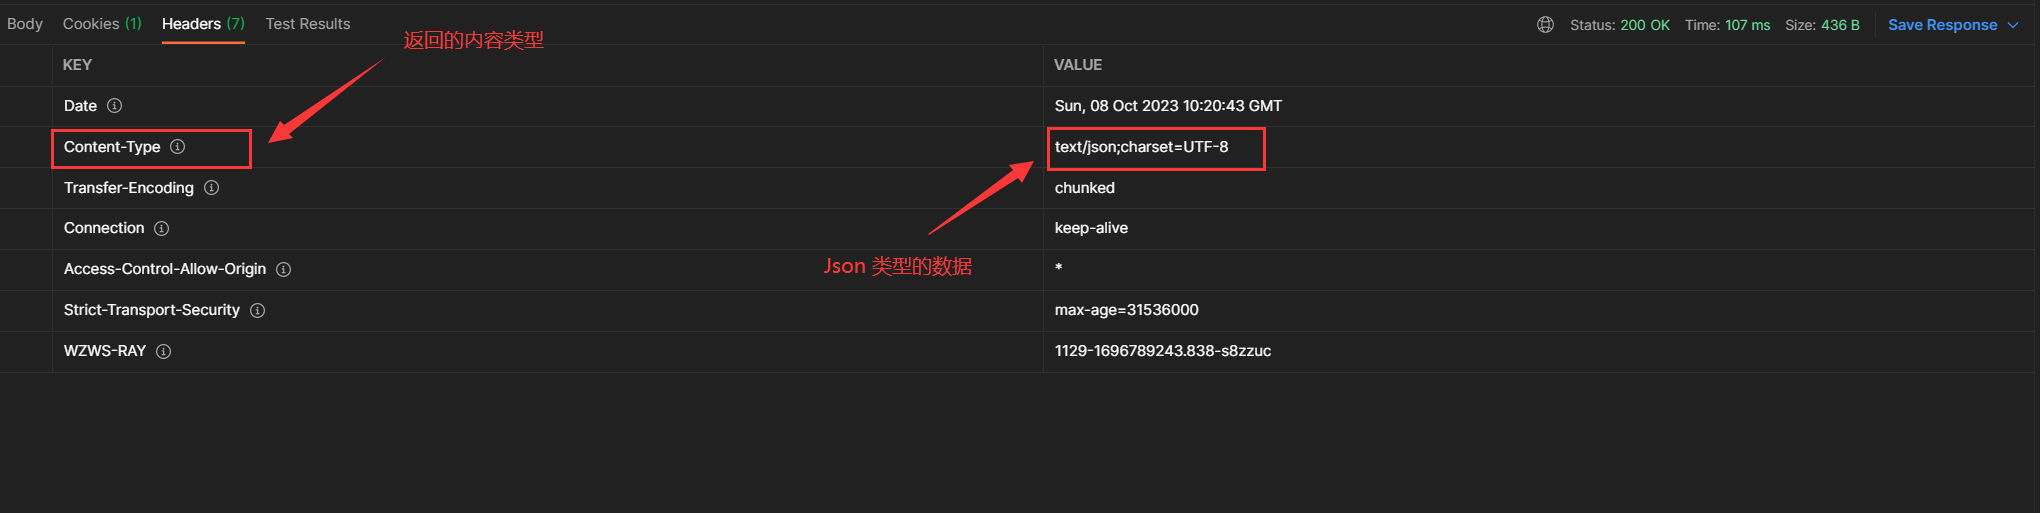 Body Cookies (1) Headers (7) Test Results Status: 200 OK Time: 107 ms Size: 436 B Save Response
返回的内容类型
KEY VALUE
Date Sun, 08 Oct 2023 10:20:43 GMT
Content-Type text/json;charset=UTF-8
Transfer-Encoding chunked
Connection keep-alive
Access-Control-Allow-Origin *
Json 类型的数据
Strict-Transport-Security max-age=31536000
WZWS-RAY 1129-1696789243.838-s8zzuc